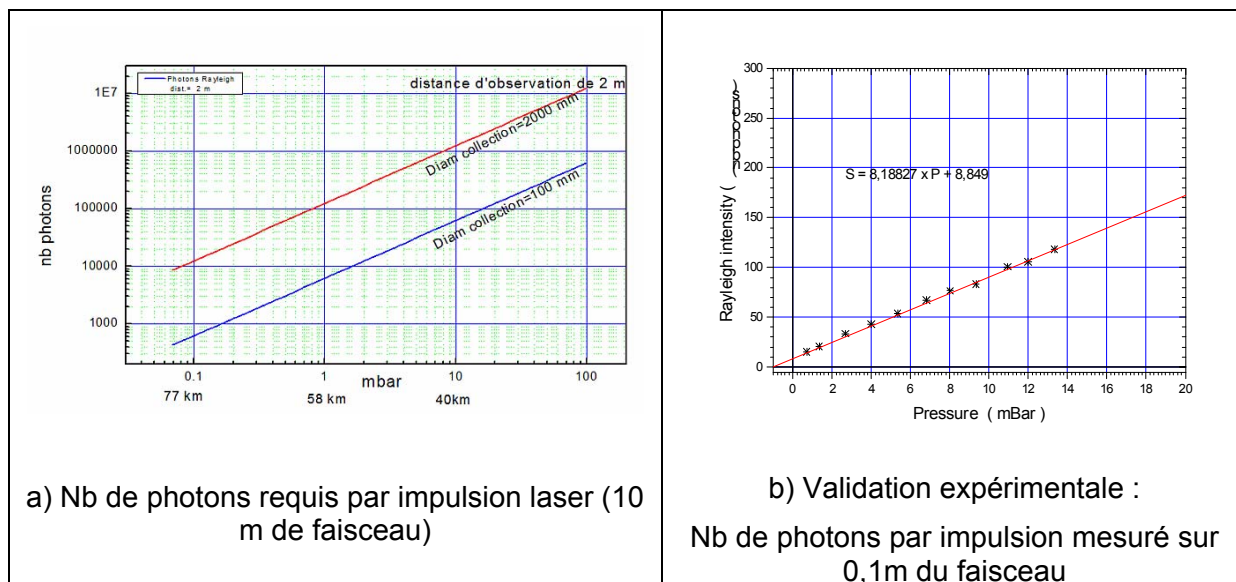 Photons Rayleigh
dist.= 2 m
distance d'observation de 2 m
Diam collection=2000 mm
Diam collection=100 mm
nb photons
1E7
1000000
100000
10000
1000
0.1
1
10
100
mbar
77 km
58 km
40km
a) Nb de photons requis par impulsion laser (10
m de faisceau)
300
250
200
150
100
50
0
Rayleigh intensity ( photons )
S = 8,18827 x P + 8,849
0
2
4
6
8
10
12
14
16
18
20
Pressure ( mBar )
b) Validation expérimentale :
Nb de photons par impulsion mesuré sur
0,1m du faisceau